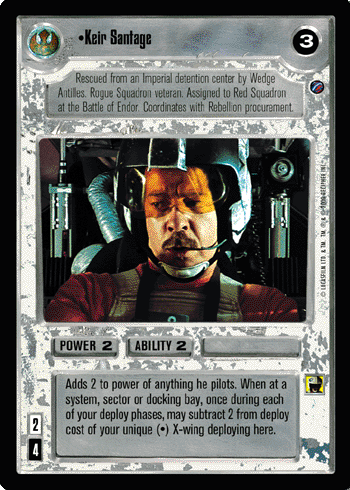 •Keir Santage
3
Rescued from an Imperial detention center by Wedge
Antilles. Rogue Squadron veteran. Assigned to Red Squadron
at the Battle of Endor. Coordinates with Rebellion procurement.
POWER 2 ABILITY 2
Adds 2 to power of anything he pilots. When at a
system, sector or docking bay, once during each
of your deploy phases, may subtract 2 from deploy
cost of your unique (•) X-wing deploying here.
2
4